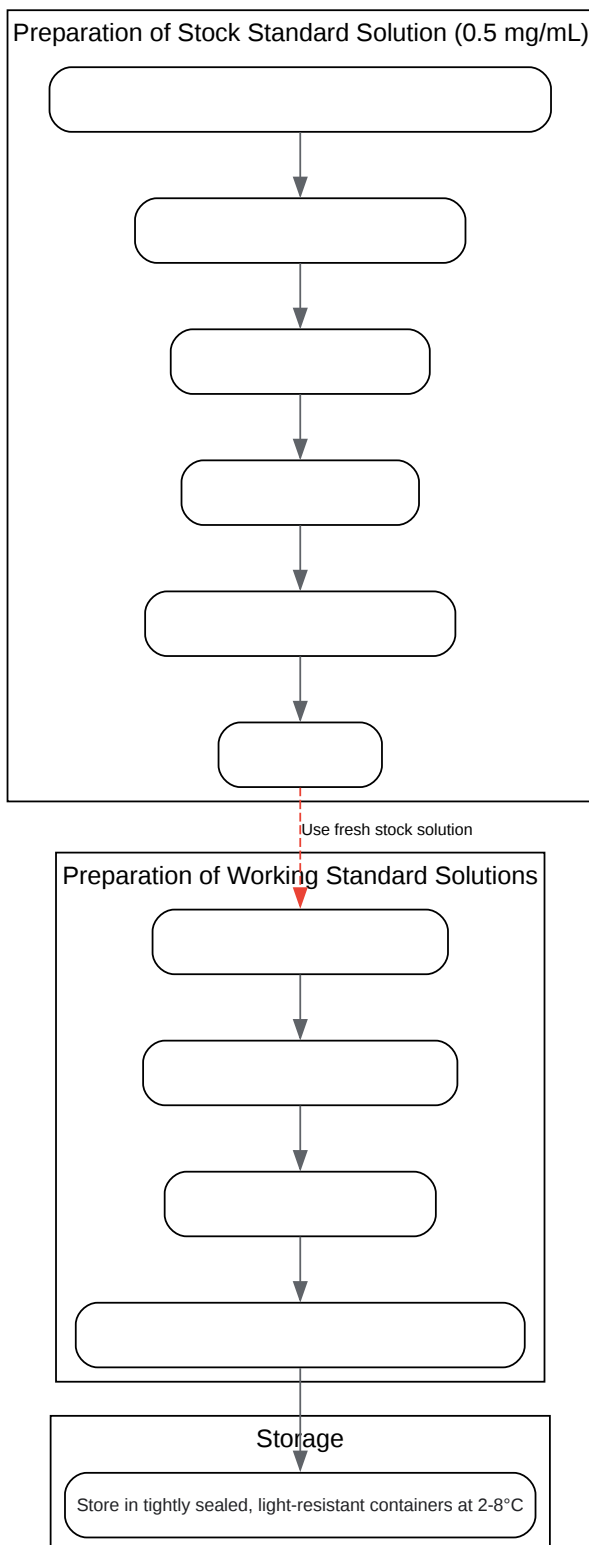 Preparation of Stock Standard Solution (0.5 mg/mL)
Use fresh stock solution
Preparation of Working Standard Solutions
Storage
Store in tightly sealed, light-resistant containers at 2-8°C